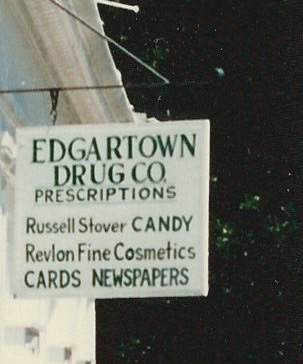 EDGARTOWN
DRUG CO.
PRESCRIPTIONS
Russell Stover CANDY
Revlon Fine Cosmetics
CARDS NEWSPAPERS